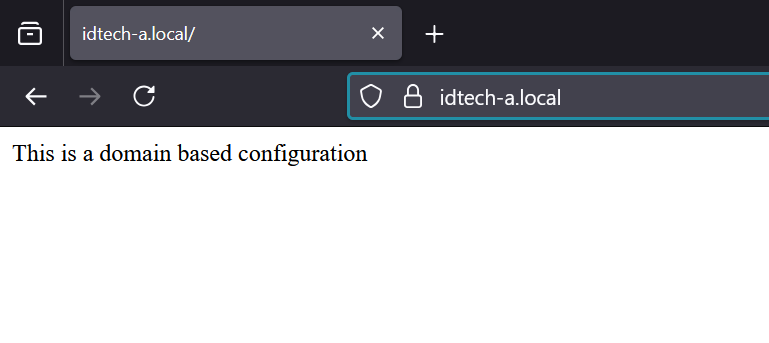 idtech-a.local/
idtech-a.local
This is a domain based configuration